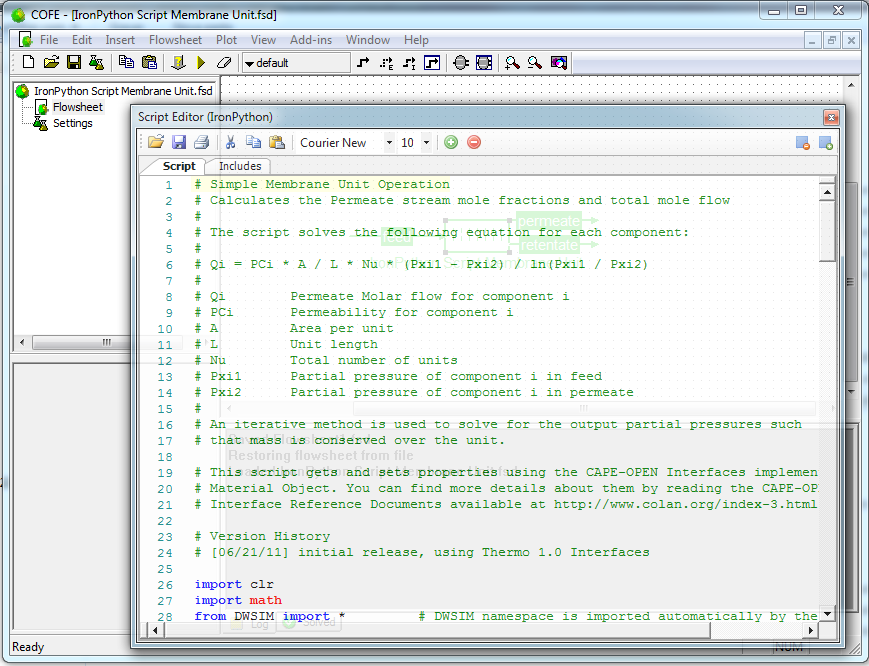 COFE - [IronPython Script Membrane Unit.fsd]
File Edit Insert Flowsheet Plot View Add-ins Window Help
default
IronPython Script Membrane Unit.fsd
Flowsheet
Settings
Script Editor (IronPython)
Courier New 10
Script Includes
1 # Simple Membrane Unit Operation
2 # Calculates the Permeate stream mole fractions and total mole flow
3 #
4 # The script solves the following equation for each component:
5 #
6 # Qi = PCi * A / L * Nu * (Pxi1 - Pxi2) / ln(Pxi1 / Pxi2)
7 #
8 # Qi Permeate Molar flow for component i
9 # PCi Permeability for component i
10 # A Area per unit
11 # L Unit length
12 # Nu Total number of units
13 # Pxi1 Partial pressure of component i in feed
14 # Pxi2 Partial pressure of component i in permeate
15 #
16 # An iterative method is used to solve for the output partial pressures such
17 # that mass is conserved over the unit.
18
19 # This script gets and sets properties using the CAPE-OPEN Interfaces implemen
20 # Material Object. You can find more details about them by reading the CAPE-OP
21 # Interface Reference Documents available at http://www.colan.org/index-3.html
22
23 # Version History
24 # [06/21/11] initial release, using Thermo 1.0 Interfaces
25
26 import clr
27 import math
28 from DWSIM import * # DWSIM namespace is imported automatically by the
feed
permeate
retentate
Restoring flowsheet from file
Log
Ready
NUM